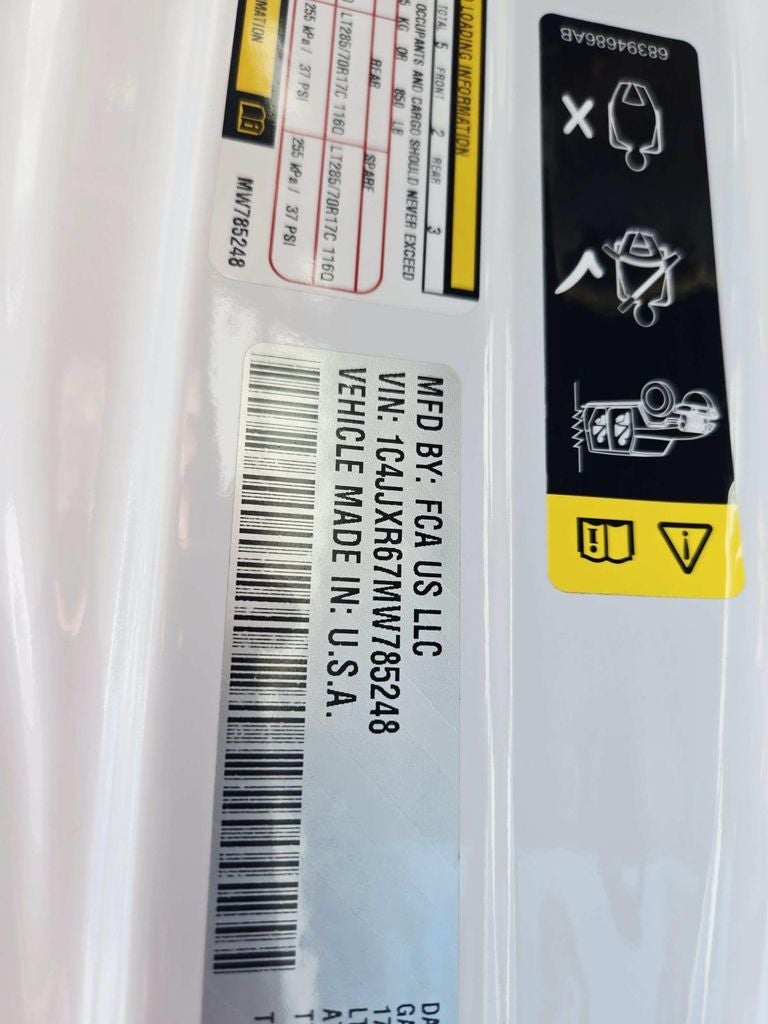 LOADING INFORMATION
TOTAL 5 FRONT 2 REAR 3
OCCUPANTS AND CARGO SHOULD NEVER EXCEED
KG OR 850 LB
REAR SPARE
LT285/70R17C 116Q LT285/70R17C 116Q
255 kPa / 37 PSI 255 kPa / 37 PSI
MW785248
MFD BY: FCA US LLC
VIN: 1C4JJXR67MW785248
VEHICLE MADE IN: U.S.A.
68394686AB